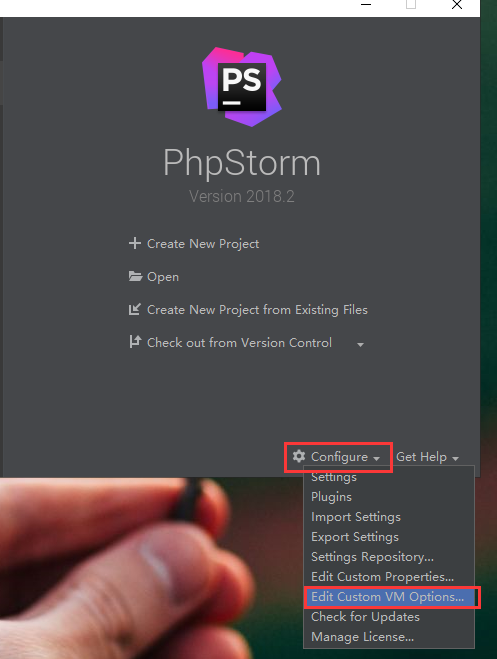 PS
PhpStorm
Version 2018.2
Create New Project
Open
Create New Project from Existing Files
Check out from Version Control
Configure
Get Help
Settings
Plugins
Import Settings
Export Settings
Settings Repository...
Edit Custom Properties...
Edit Custom VM Options...
Check for Updates
Manage License...